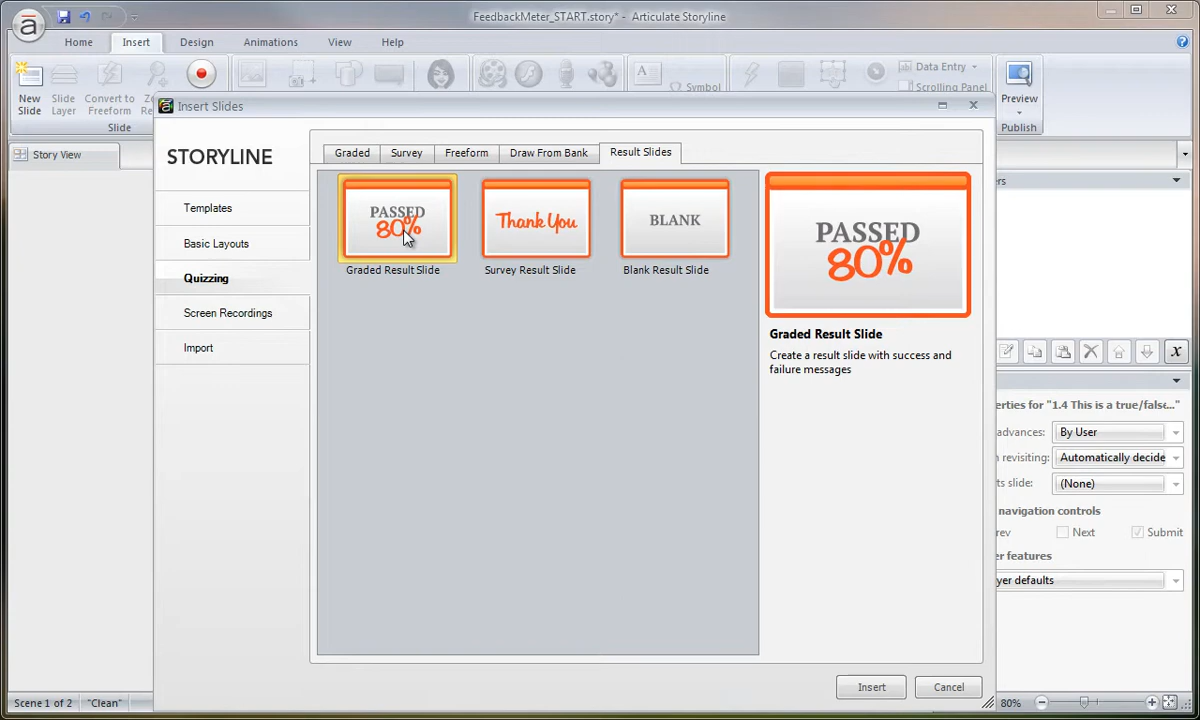 FeedbackMeter_START.story* - Articulate Storyline
Home Insert Design Animations View Help
New Slide
Slide Layer
Convert to Freeform
Symbol
Data Entry
Scrolling Panel
Preview
Slide
Publish
Insert Slides
Story View
STORYLINE
Templates
Basic Layouts
Quizzing
Screen Recordings
Import
Graded Survey Freeform Draw From Bank Result Slides
PASSED
80%
Graded Result Slide
Thank You
Survey Result Slide
BLANK
Blank Result Slide
PASSED
80%
Graded Result Slide
Create a result slide with success and
failure messages
Insert Cancel
erties for "1.4 This is a true/false..."
advances: By User
revisiting: Automatically decide
ts slide: (None)
navigation controls
rev Next Submit
r features
yer defaults
Scene 1 of 2 "Clean" 80%